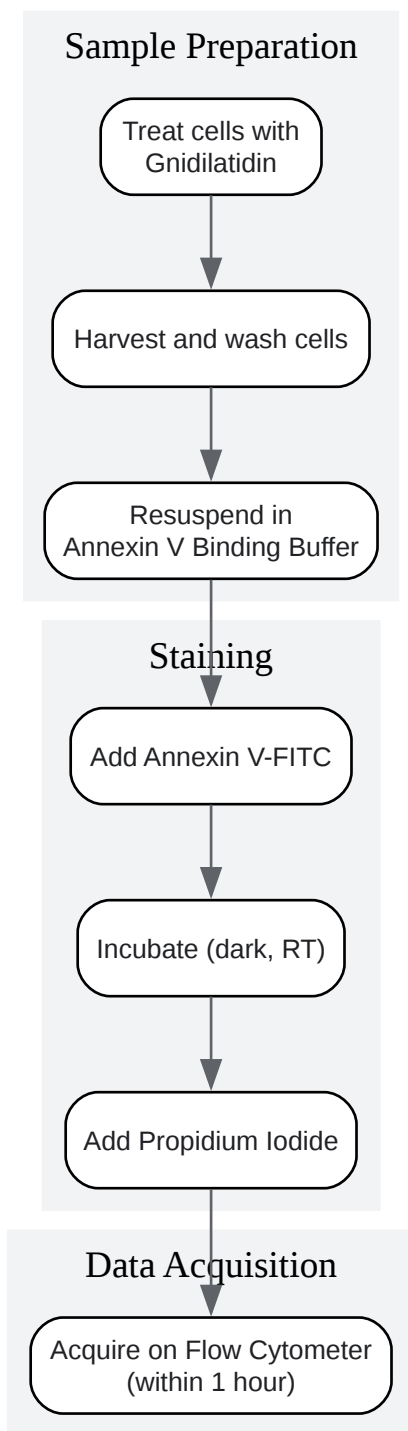 Sample Preparation
Treat cells with
Gnidilatidin
Harvest and wash cells
Resuspend in
Annexin V Binding Buffer
Staining
Add Annexin V-FITC
Incubate (dark, RT)
Add Propidium Iodide
Data Acquisition
Acquire on Flow Cytometer
(within 1 hour)